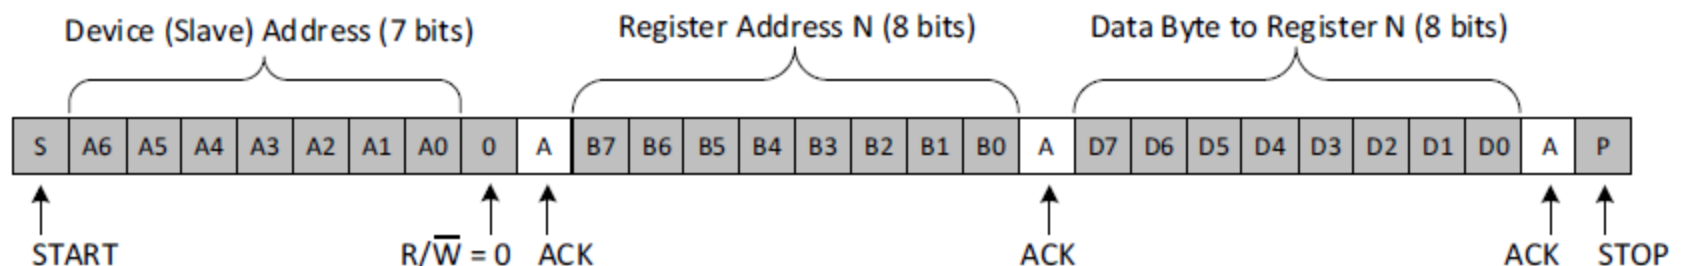 Device (Slave) Address (7 bits) Register Address N (8 bits) Data Byte to Register N (8 bits)
S A6 A5 A4 A3 A2 A1 A0 0 A B7 B6 B5 B4 B3 B2 B1 B0 A D7 D6 D5 D4 D3 D2 D1 D0 A P
START R/W̅ = 0 ACK ACK ACK STOP